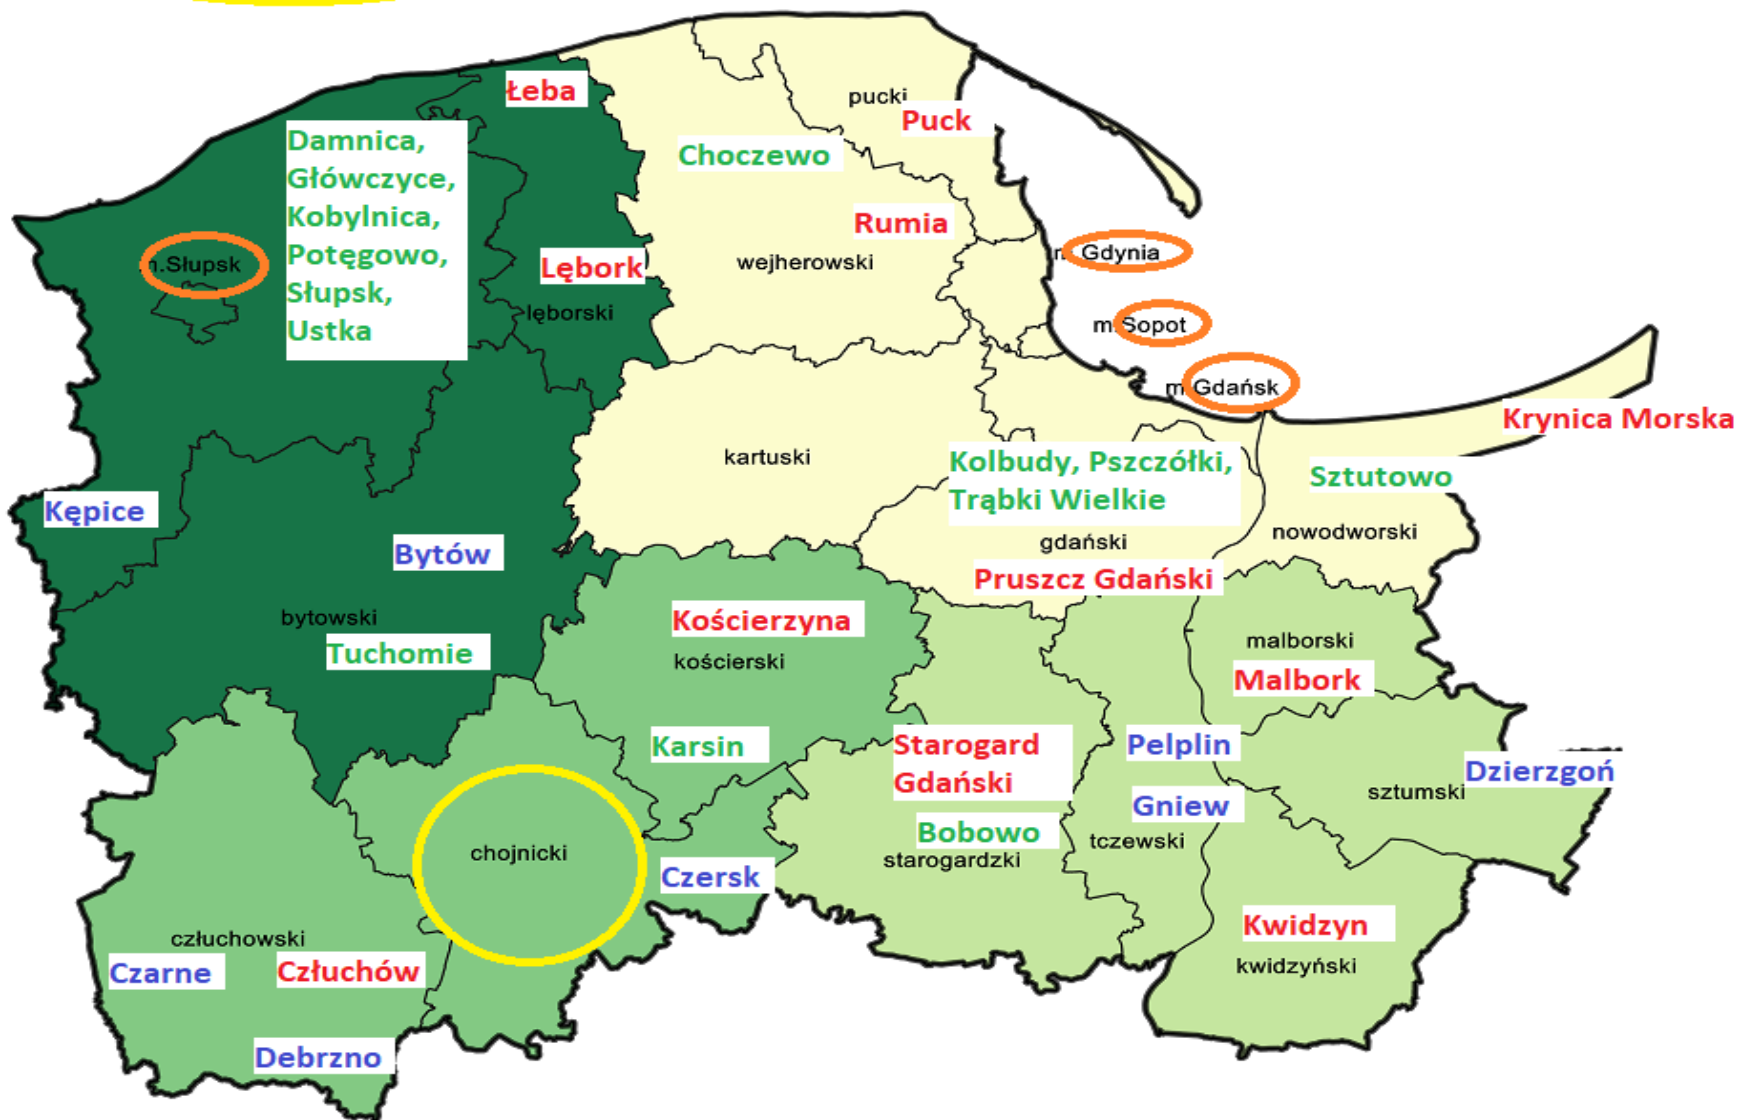 Łeba
pucki
Puck
Damnica,
Główczyce,
Kobylnica,
Potęgowo,
Słupsk,
Ustka
Choczewo
Rumia
m.Słupsk
Lębork
wejherowski
m. Gdynia
lęborski
m.Sopot
m.Gdańsk
Krynica Morska
kartuski
Kolbudy, Pszczółki,
Trąbki Wielkie
Sztutowo
Kępice
Bytów
gdański
nowodworski
Pruszcz Gdański
bytowski
Kościerzyna
Tuchomie
kościerski
malborski
Malbork
Karsin
Starogard
Gdański
Pelplin
Dzierzgoń
sztumski
Gniew
Bobowo
tczewski
chojnicki
starogardzki
Czersk
człuchowski
Kwidzyn
Czarne
Człuchów
kwidzyński
Debrzno